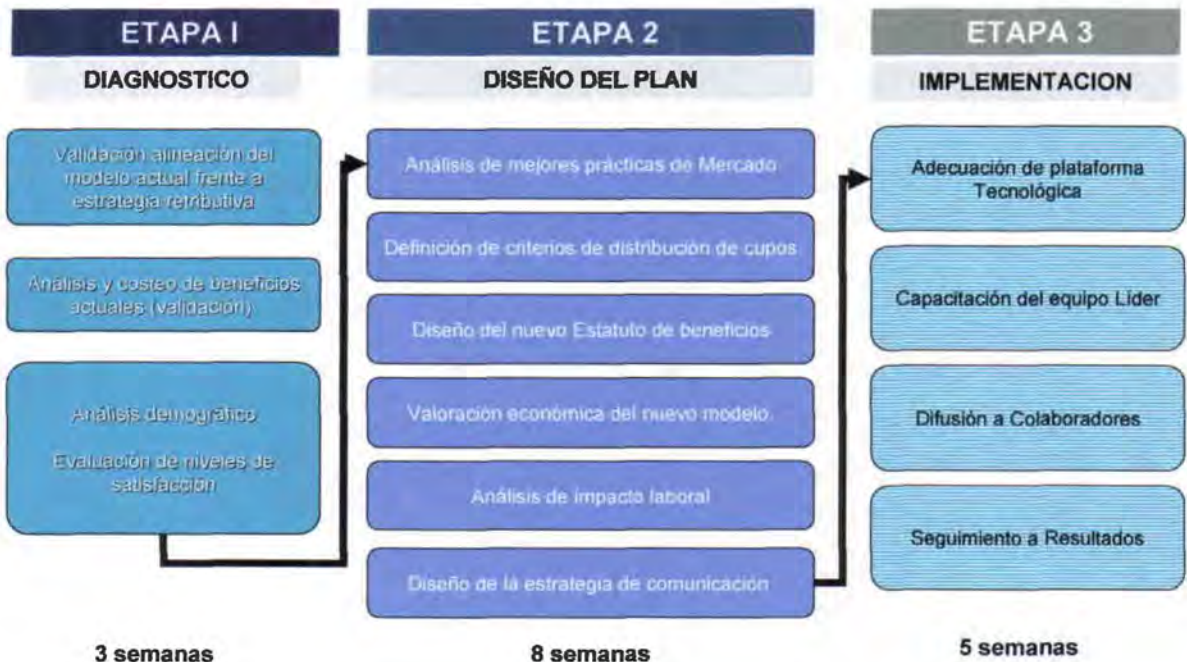 ETAPA I
DIAGNOSTICO
Validación alineación del
modelo actual frente a
estrategia retributiva
Análisis y costeo de beneficios
actuales (validación)
Análisis demográfico
Evaluación de niveles de
satisfacción
3 semanas
ETAPA 2
DISEÑO DEL PLAN
Análisis de mejores prácticas de Mercado
Definición de criterios de distribución de cupos
Diseño del nuevo Estatuto de beneficios
Valoración económica del nuevo modelo.
Análisis de impacto laboral
Diseño de la estrategia de comunicación
8 semanas
ETAPA 3
IMPLEMENTACION
Adecuación de plataforma
Tecnológica
Capacitación del equipo Líder
Difusión a Colaboradores
Seguimiento a Resultados
5 semanas